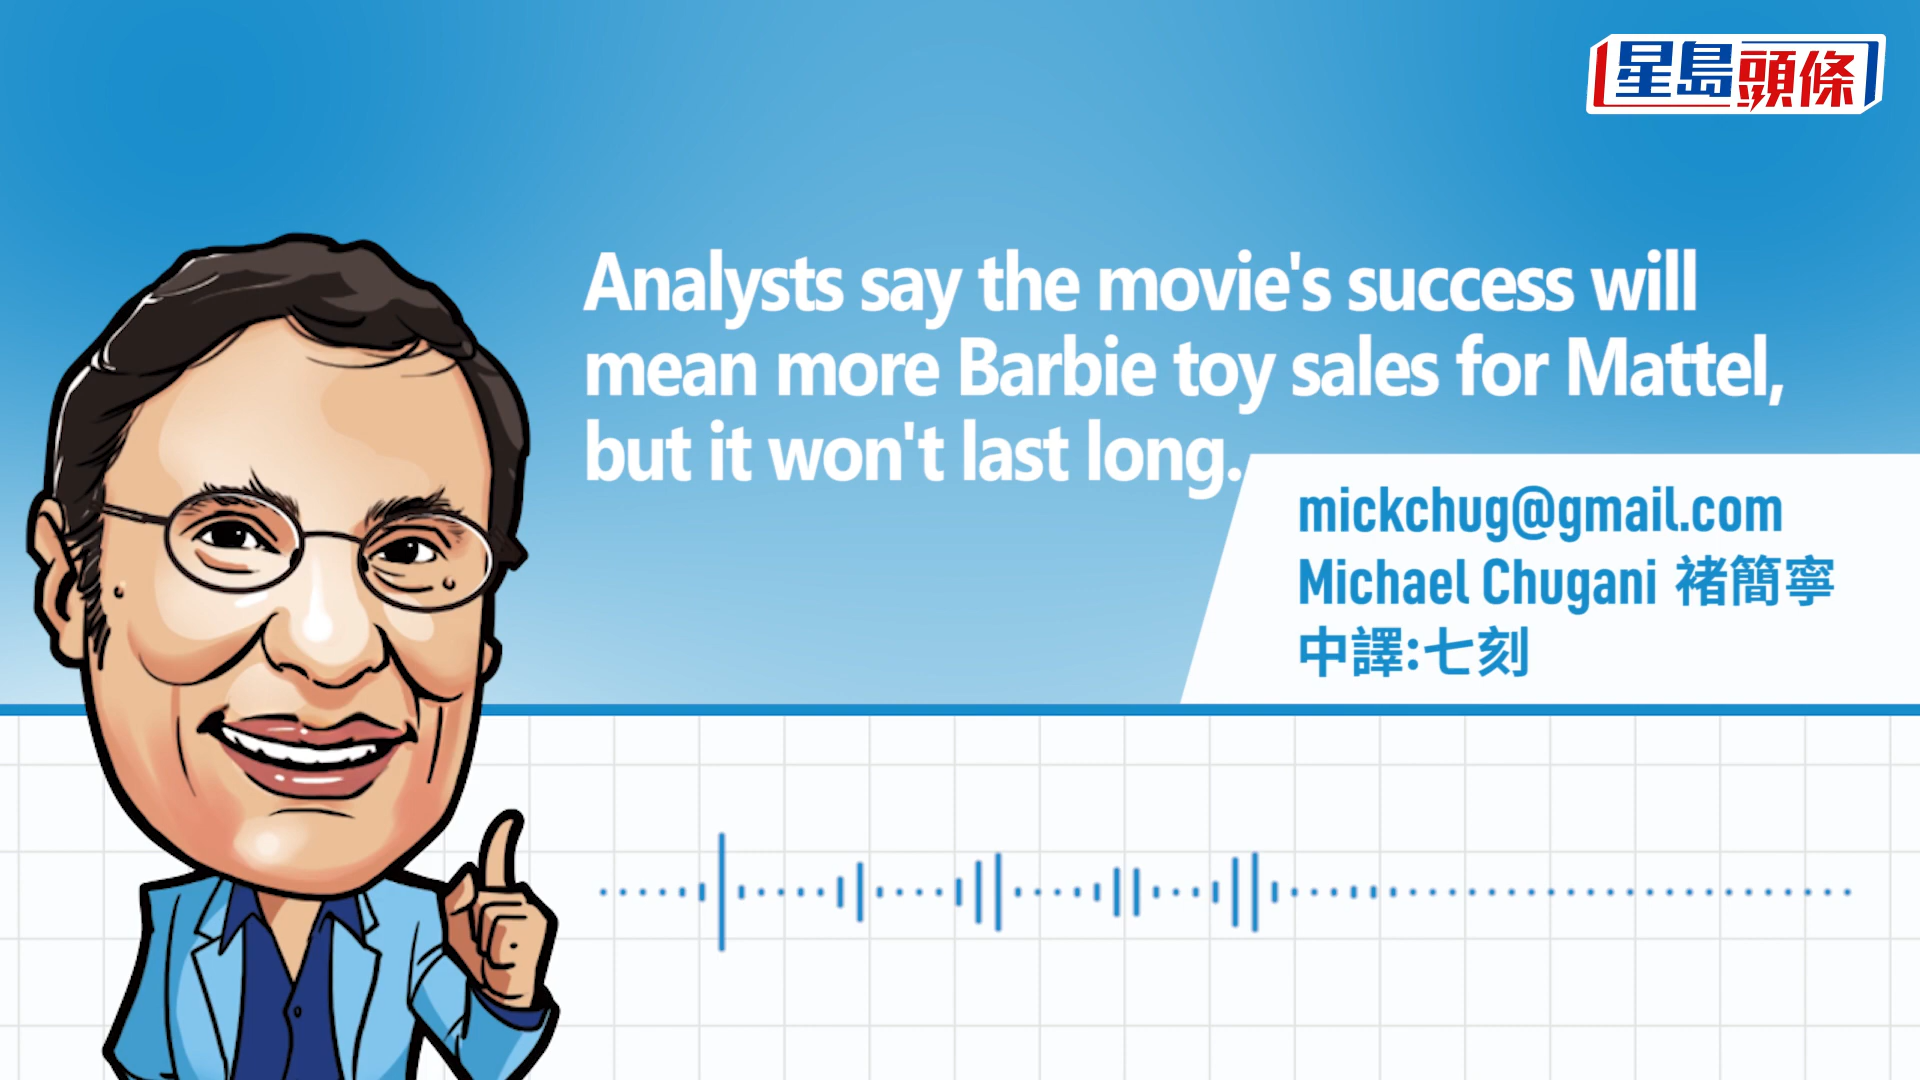 星島頭條
Analysts say the movie's success will
mean more Barbie toy sales for Mattel,
but it won't last long.
mickchug@gmail.com
Michael Chugani 褚簡寧
中譯:七刻